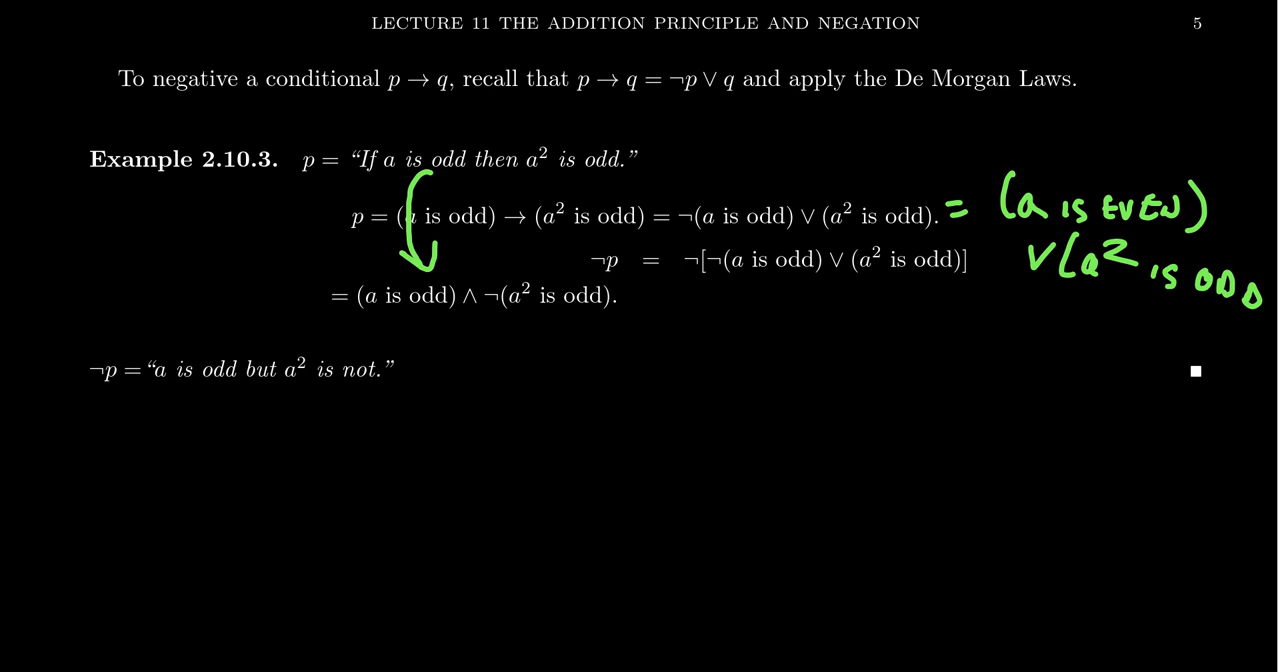 LECTURE 11 THE ADDITION PRINCIPLE AND NEGATION 5
To negative a conditional p → q, recall that p → q = ¬p ∨ q and apply the De Morgan Laws.
Example 2.10.3. p = “If a is odd then a² is odd.”
p = (a is odd) → (a² is odd) = ¬(a is odd) ∨ (a² is odd). = (a IS EVEN)
∨(a² IS ODD
¬p = ¬[¬(a is odd) ∨ (a² is odd)]
= (a is odd) ∧ ¬(a² is odd).
¬p = “a is odd but a² is not.” ■